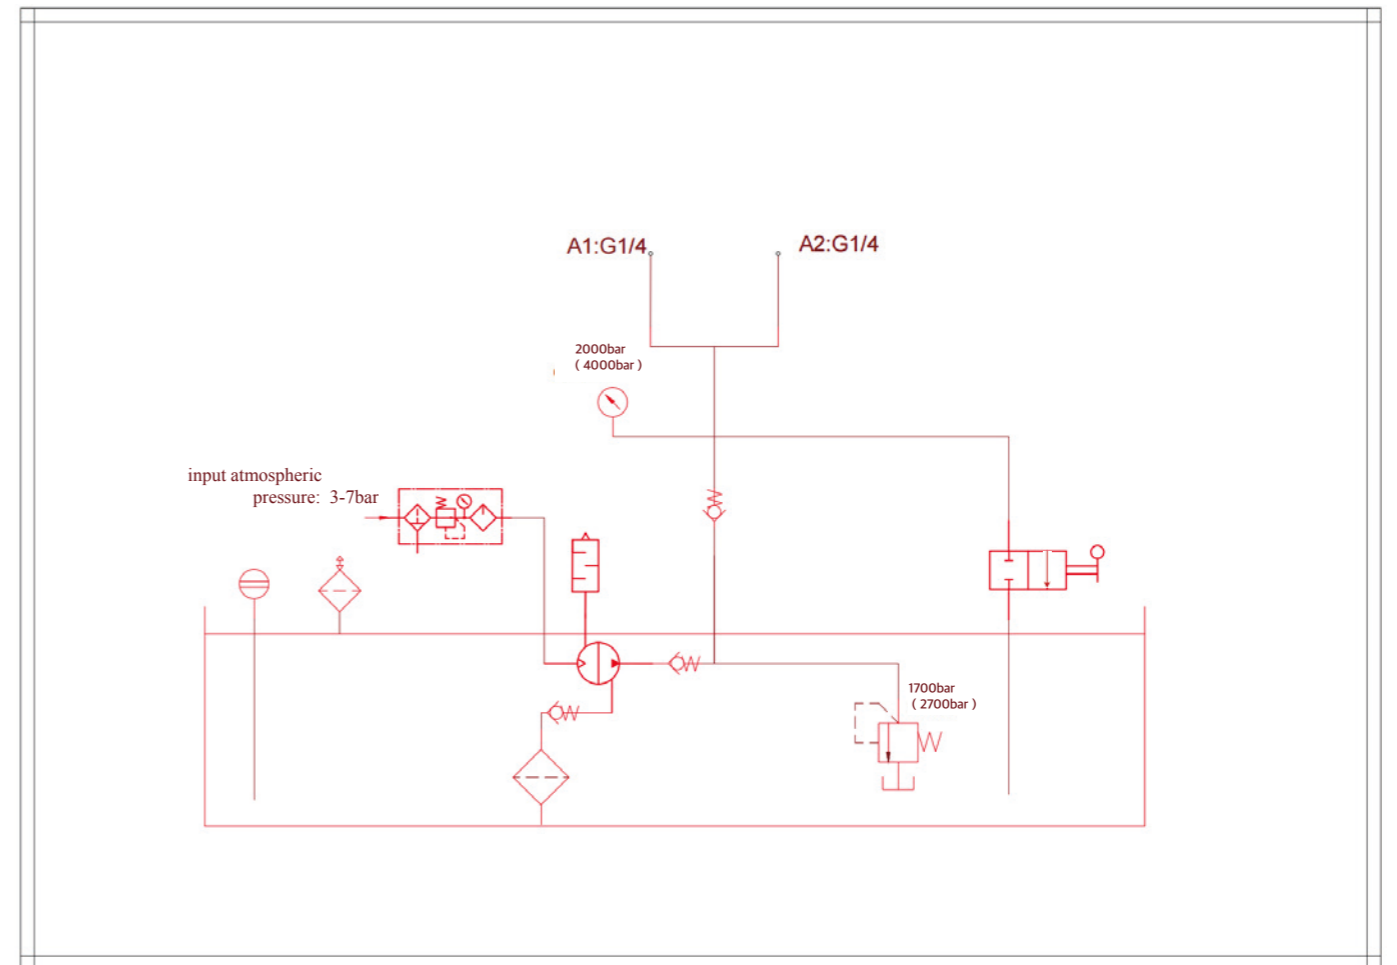 A1:G1/4
A2:G1/4
2000bar
( 4000bar )
input atmospheric
pressure: 3-7bar
1700bar
( 2700bar )